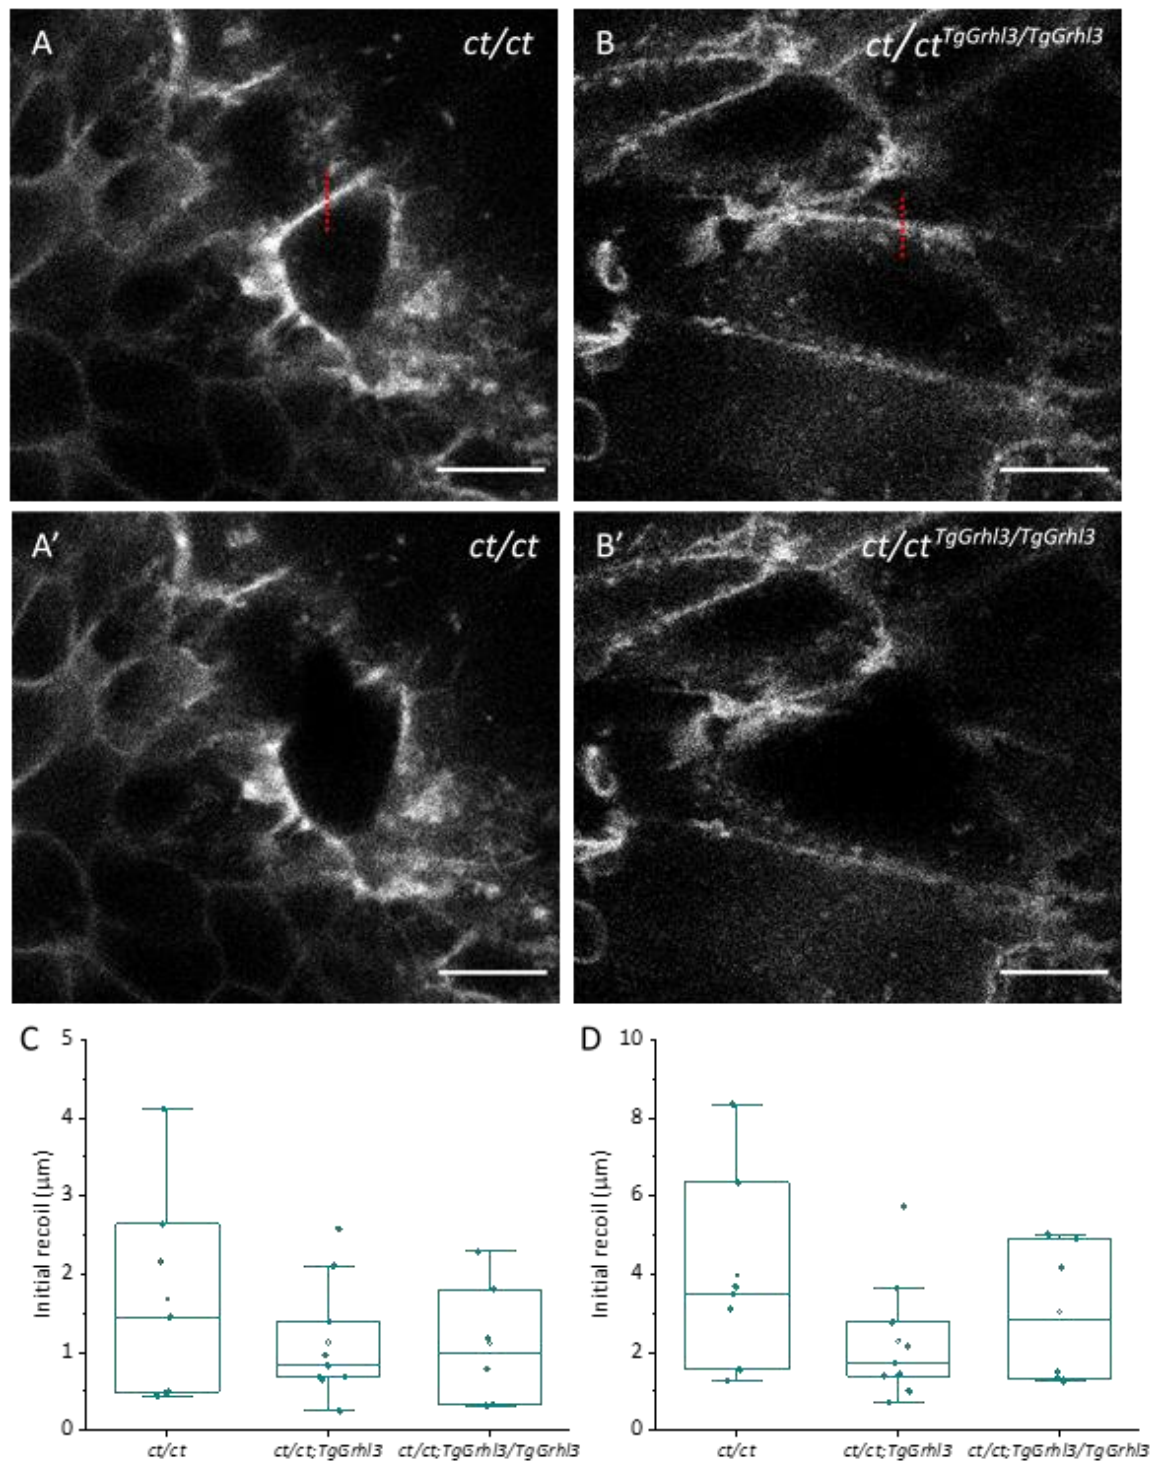 A
ct/ct
B
ct/ct^TgGrhl3/TgGrhl3
A′
ct/ct
B′
ct/ct^TgGrhl3/TgGrhl3
C
5
4
3
2
1
0
Initial recoil (μm)
ct/ct
ct/ct;TgGrhl3
ct/ct;TgGrhl3/TgGrhl3
D
10
8
6
4
2
0
Initial recoil (μm)
ct/ct
ct/ct;TgGrhl3
ct/ct;TgGrhl3/TgGrhl3